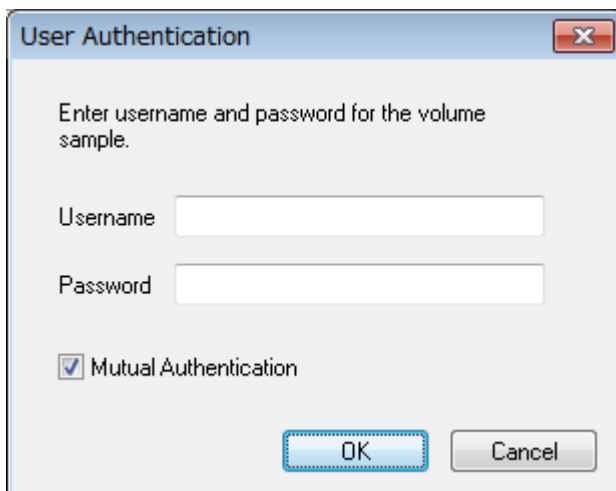 User Authentication
Enter username and password for the volume
sample.
Username
Password
Mutual Authentication
OK Cancel